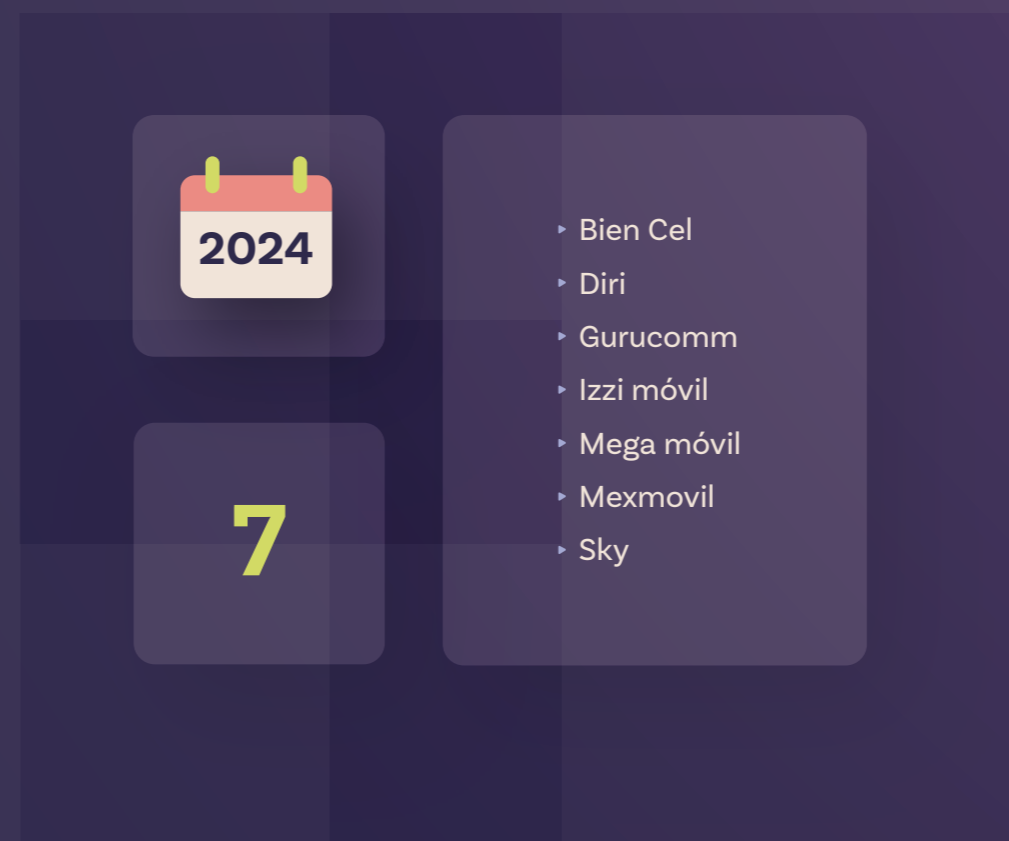 2024
7
Bien Cel
Diri
Gurucomm
Izzi móvil
Mega móvil
Mexmovil
Sky